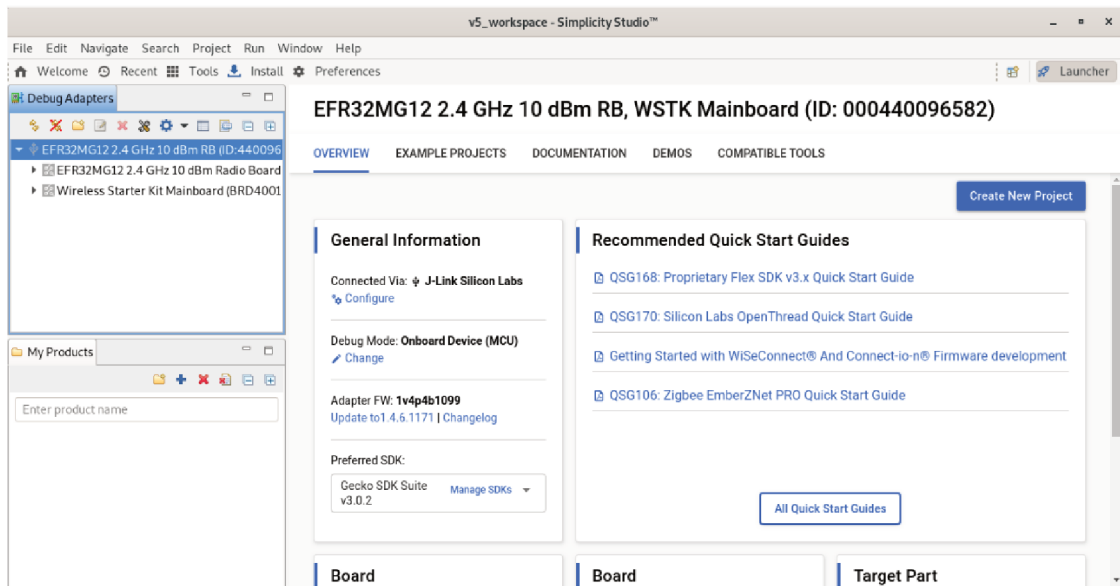 v5_workspace - Simplicity Studio™
File Edit Navigate Search Project Run Window Help
Welcome Recent Tools Install Preferences
Launcher
Debug Adapters
EFR32MG12 2.4 GHz 10 dBm RB (ID:440096
EFR32MG12 2.4 GHz 10 dBm Radio Board
Wireless Starter Kit Mainboard (BRD4001
My Products
Enter product name
EFR32MG12 2.4 GHz 10 dBm RB, WSTK Mainboard (ID: 000440096582)
OVERVIEW EXAMPLE PROJECTS DOCUMENTATION DEMOS COMPATIBLE TOOLS
Create New Project
General Information
Connected Via: J-Link Silicon Labs
Configure
Debug Mode: Onboard Device (MCU)
Change
Adapter FW: 1v4p4b1099
Update to1.4.6.1171 | Changelog
Preferred SDK:
Gecko SDK Suite
v3.0.2
Manage SDKs
Recommended Quick Start Guides
QSG168: Proprietary Flex SDK v3.x Quick Start Guide
QSG170: Silicon Labs OpenThread Quick Start Guide
Getting Started with WiSeConnect® And Connect-io-n® Firmware development
QSG106: Zigbee EmberZNet PRO Quick Start Guide
All Quick Start Guides
Board
Board
Target Part